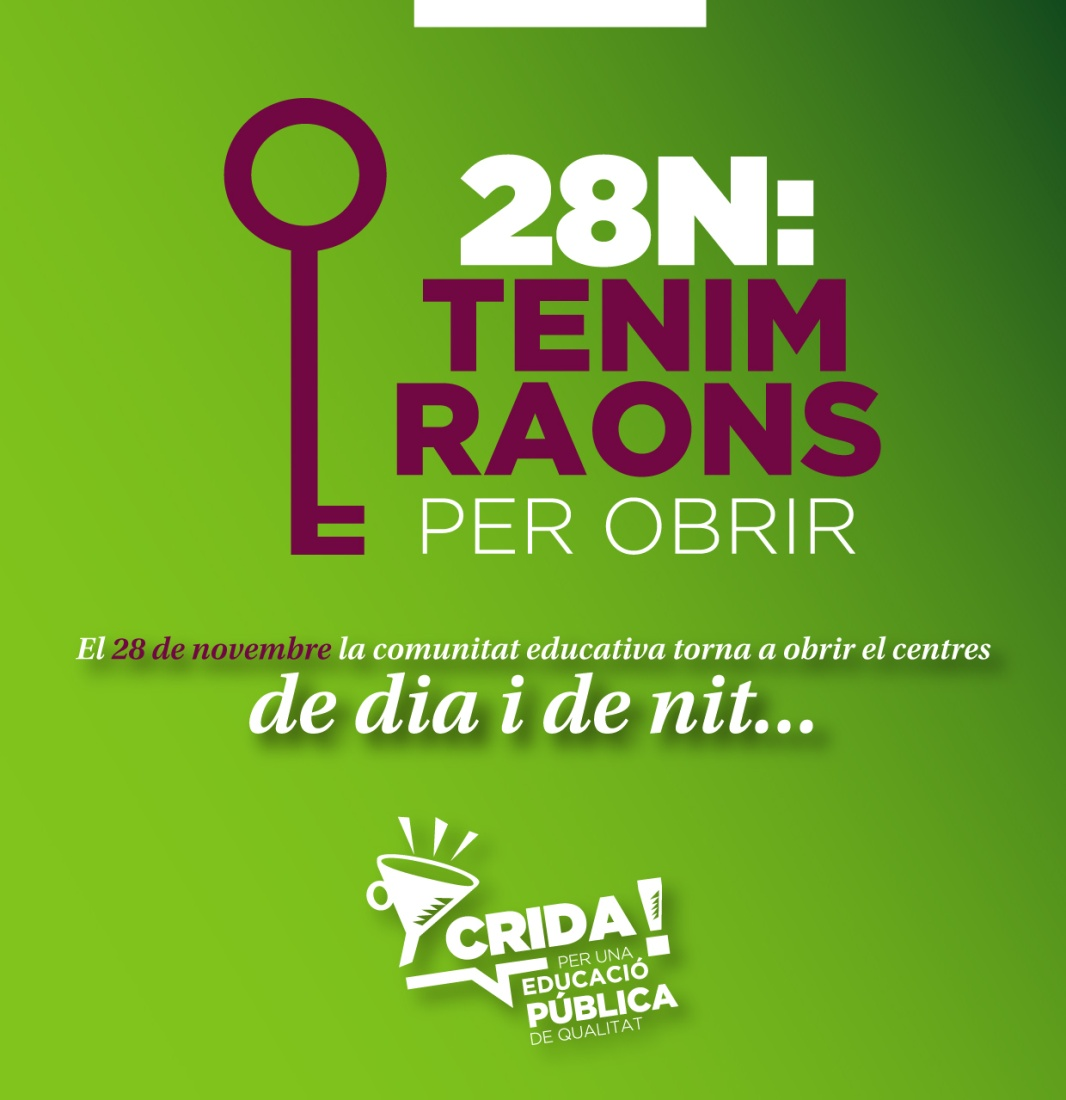 28N:
TENIM
RAONS
PER OBRIR
El 28 de novembre la comunitat educativa torna a obrir el centres
de dia i de nit...
CRIDA!
PER UNA
EDUCACIÓ
PÚBLICA
DE QUALITAT